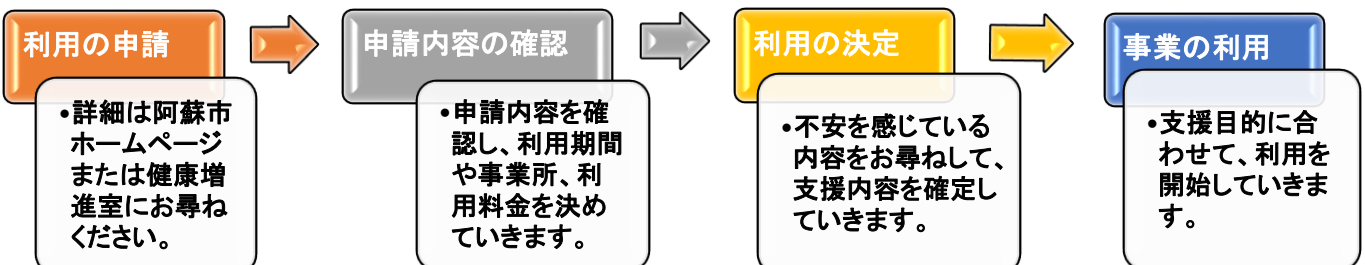 利用の申請
•詳細は阿蘇市
ホームページ
または健康増
進室にお尋ね
ください。
申請内容の確認
•申請内容を確
認し、利用期間
や事業所、利
用料金を決め
ていきます。
利用の決定
•不安を感じている
内容をお尋ねして、
支援内容を確定し
ていきます。
事業の利用
•支援目的に合
わせて、利用を
開始していきま
す。